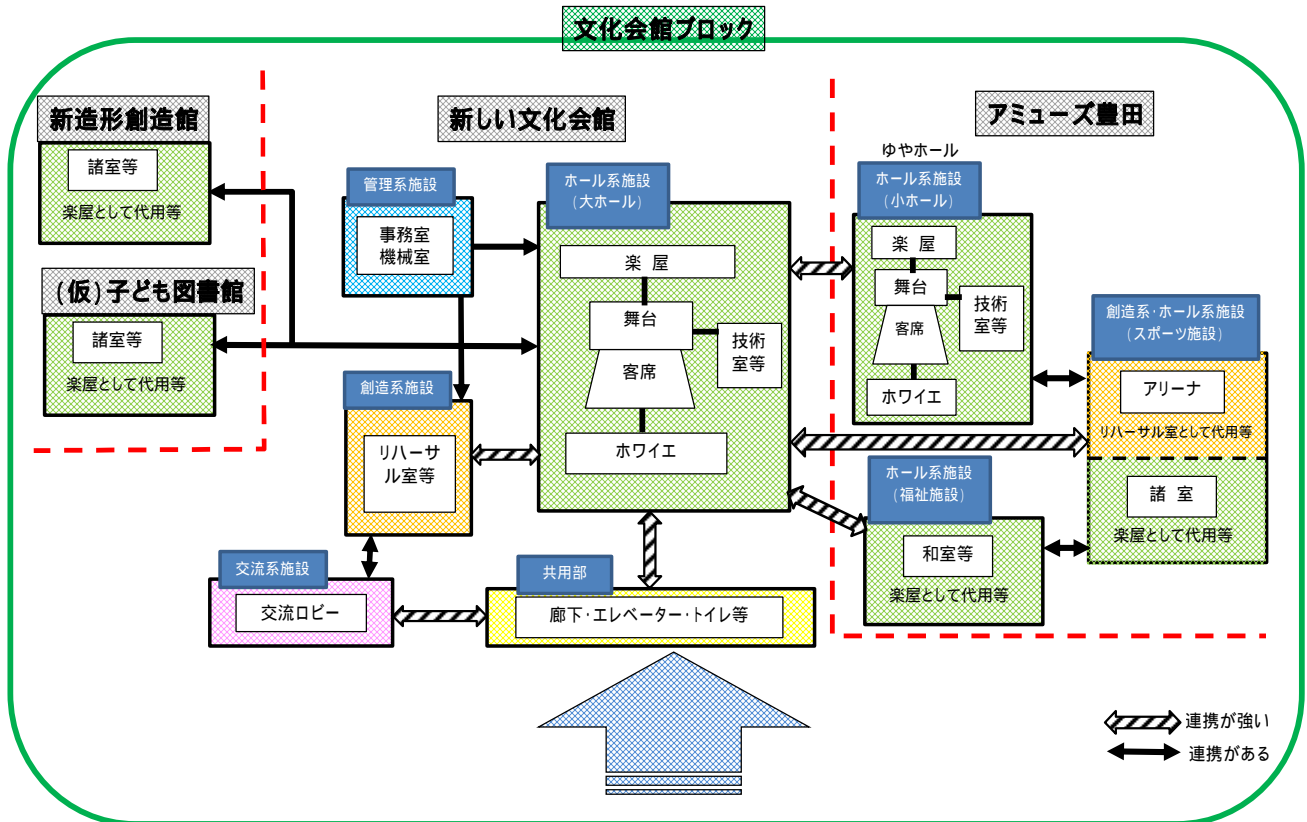 文化会館ブロック
新造形創造館
諸室等
楽屋として代用等
(仮)子ども図書館
諸室等
楽屋として代用等
新しい文化会館
管理系施設
事務室
機械室
ホール系施設
(大ホール)
楽 屋
舞台
技術
室等
客席
ホワイエ
創造系施設
リハーサ
ル室等
交流系施設
交流ロビー
共用部
廊下・エレベーター・トイレ等
アミューズ豊田
ゆやホール
ホール系施設
(小ホール)
楽 屋
舞台
技術
室等
客席
ホワイエ
創造系・ホール系施設
(スポーツ施設)
アリーナ
リハーサル室として代用等
諸 室
楽屋として代用等
ホール系施設
(福祉施設)
和室等
楽屋として代用等
連携が強い
連携がある